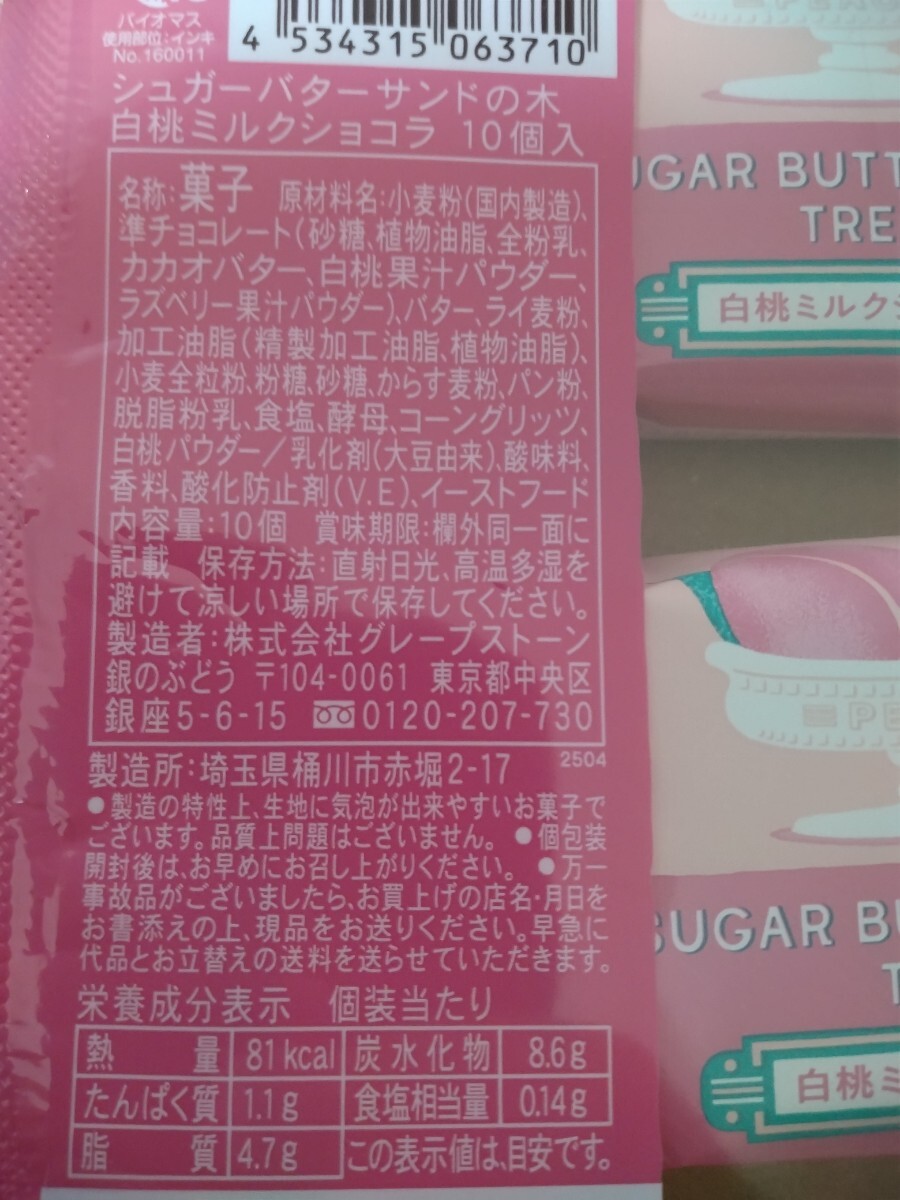 バイオマス
使用部位:インキ
No.160011
4 534315 063710
シュガーバターサンドの木
白桃ミルクショコラ 10個入
名称:菓子 原材料名:小麦粉(国内製造)、
準チョコレート(砂糖、植物油脂、全粉乳、
カカオバター、白桃果汁パウダー、
ラズベリー果汁パウダー)、バター、ライ麦粉、
加工油脂(精製加工油脂、植物油脂)、
小麦全粒粉、粉糖、砂糖、からす麦粉、パン粉、
脱脂粉乳、食塩、酵母、コーングリッツ、
白桃パウダー/乳化剤(大豆由来)、酸味料、
香料、酸化防止剤(V.E)、イーストフード
内容量:10個 賞味期限:欄外同一面に
記載 保存方法:直射日光、高温多湿を
避けて涼しい場所で保存してください。
製造者:株式会社グレープストーン
銀のぶどう 〒104-0061 東京都中央区
銀座5-6-15 0120-207-730
製造所:埼玉県桶川市赤堀2-17 2504
●製造の特性上、生地に気泡が出来やすいお菓子で
ございます。品質上問題はございません。 ●個包装
開封後は、お早めにお召し上がりください。 ●万一
事故品がございましたら、お買上げの店名・月日を
お書添えの上、現品をお送りください。早急に
代品とお立替えの送料を送らせていただきます。
栄養成分表示 個装当たり
熱量 81kcal 炭水化物 8.6g
たんぱく質 1.1g 食塩相当量 0.14g
脂質 4.7g この表示値は、目安です。
UGAR BUTT
TRE
白桃ミルク
PE
SUGAR BU
T
白桃ミ